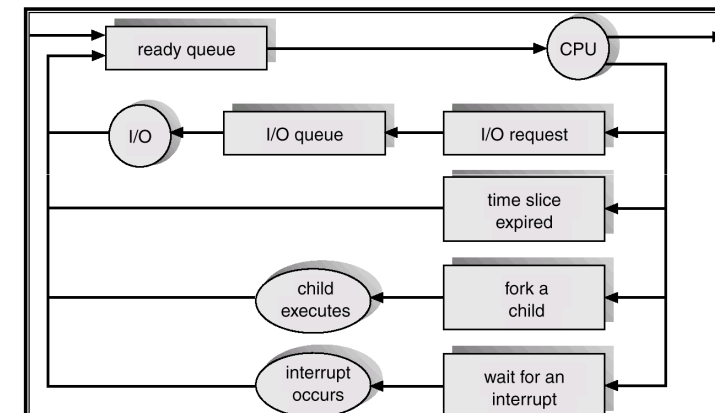 ready queue
CPU
I/O
I/O queue
I/O request
time slice
expired
child
executes
fork a
child
interrupt
occurs
wait for an
interrupt